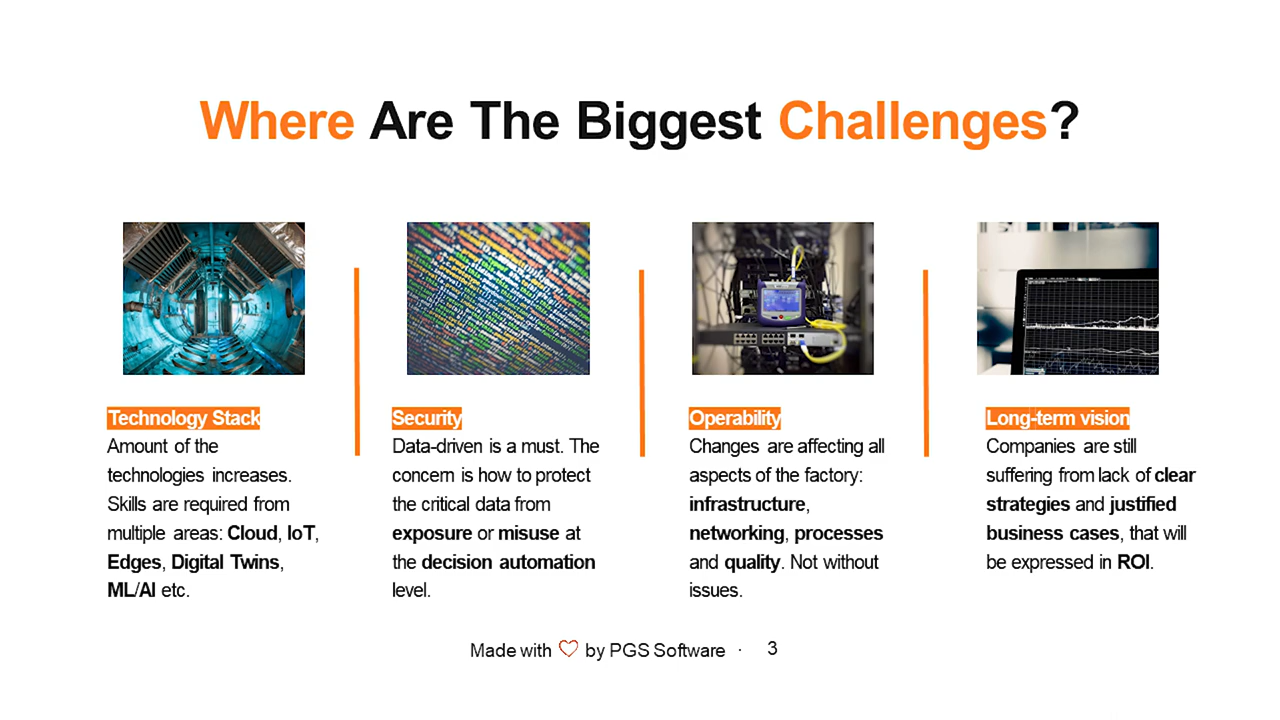 Where Are The Biggest Challenges?
Technology Stack
Amount of the
technologies increases.
Skills are required from
multiple areas: Cloud, IoT,
Edges, Digital Twins,
ML/AI etc.
Security
Data-driven is a must. The
concern is how to protect
the critical data from
exposure or misuse at
the decision automation
level.
Operability
Changes are affecting all
aspects of the factory:
infrastructure,
networking, processes
and quality. Not without
issues.
Long-term vision
Companies are still
suffering from lack of clear
strategies and justified
business cases, that will
be expressed in ROI.
Made with ♡ by PGS Software · 3